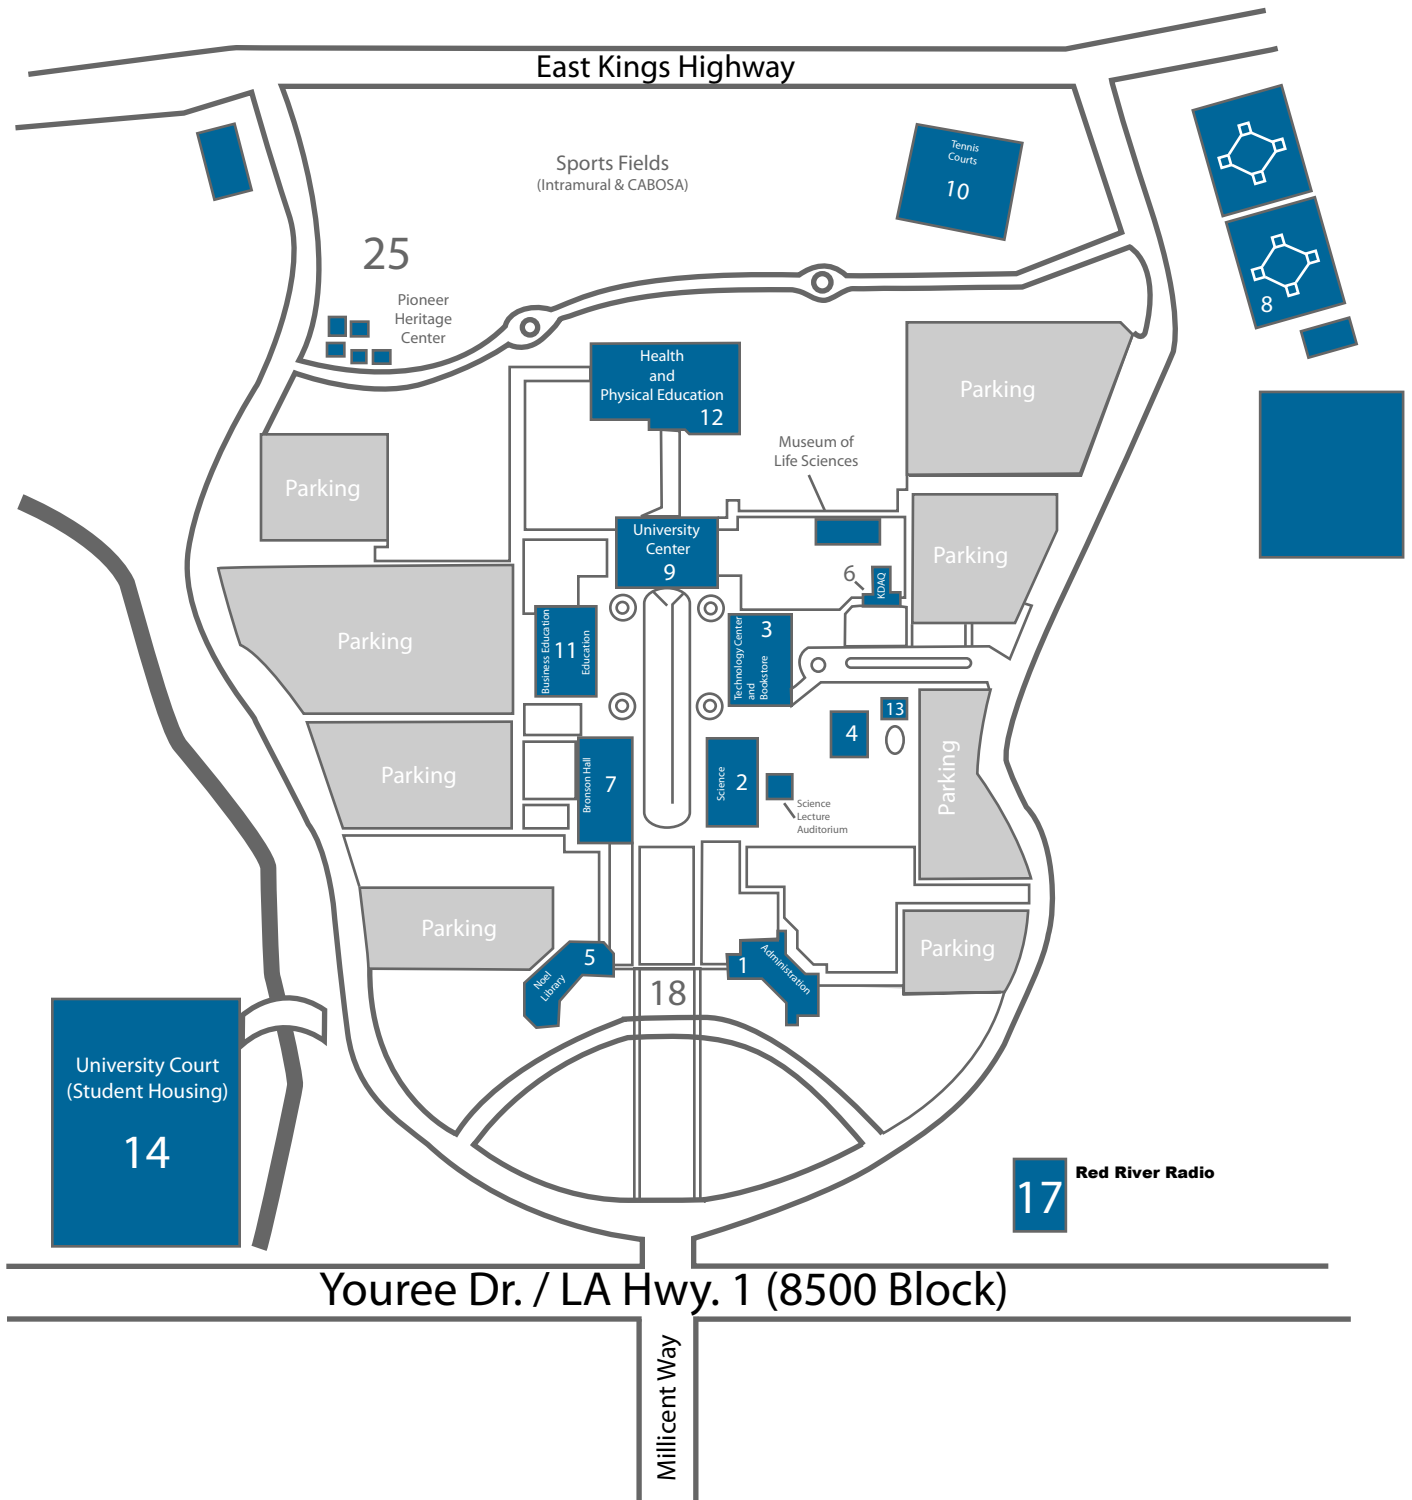 East Kings Highway
Sports Fields
(Intramural & CABOSA)
Tennis
Courts
10
25
Pioneer
Heritage
Center
8
Health
and
Physical Education
12
Parking
Museum of
Life Sciences
Parking
University
Center
9
Parking
6
KDAQ
Parking
Business Education
11
Education
3
Technology Center
and
Bookstore
13
4
Parking
Parking
Bronson Hall
7
Science
2
Science
Lecture
Auditorium
Parking
5
Noel
Library
1
Administration
Parking
18
University Court
(Student Housing)
14
17
Red River Radio
Youree Dr. / LA Hwy. 1 (8500 Block)
Millicent Way